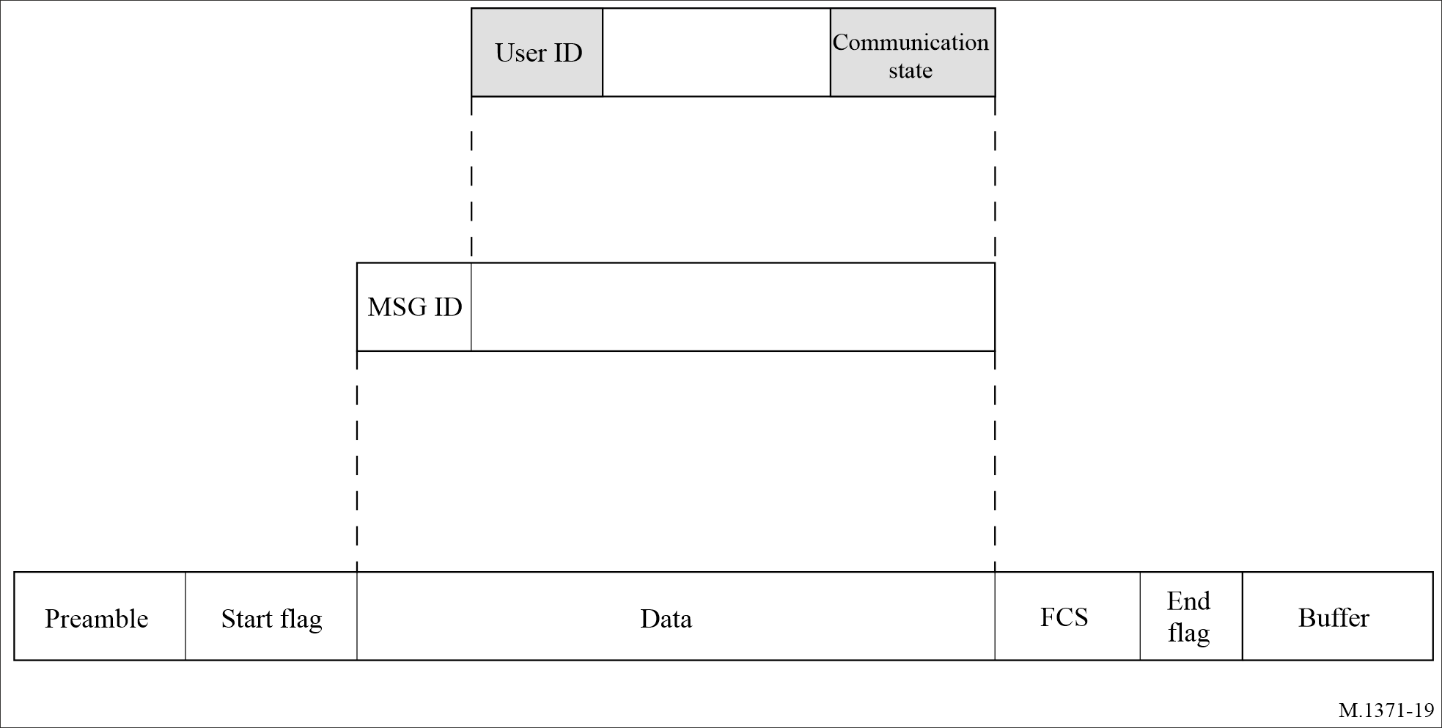 User ID
Communication
state
MSG ID
Preamble
Start flag
Data
FCS
End
flag
Buffer
M.1371-19